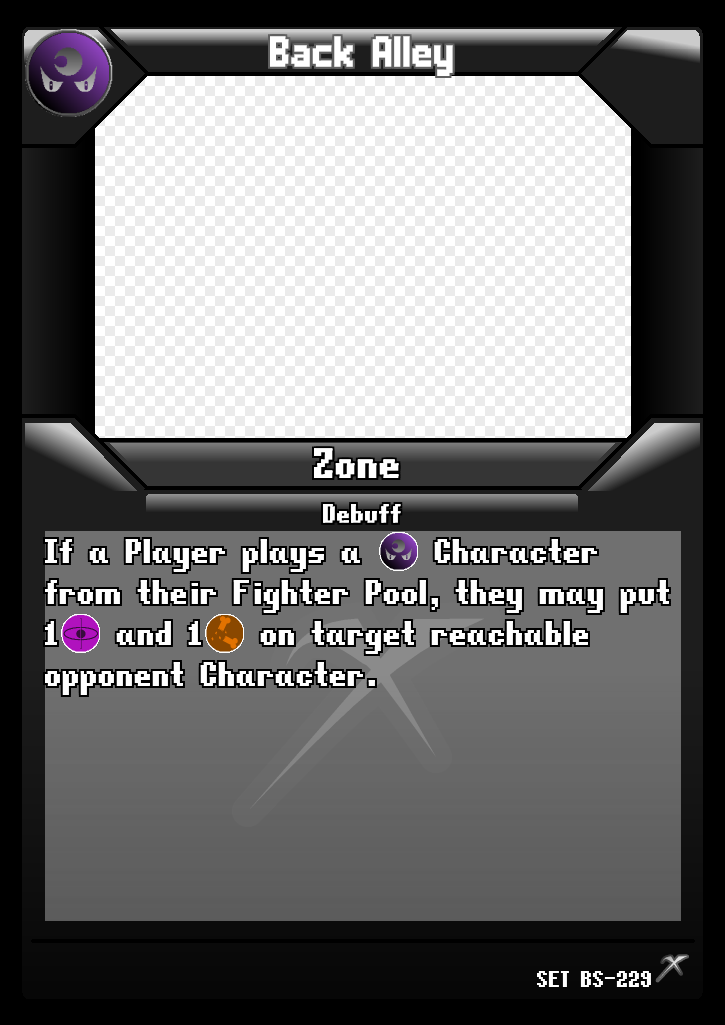 Back Alley
Zone
Debuff
If a Player plays a Character
from their Fighter Pool, they may put
1 and 1 on target reachable
opponent Character.
SET BS-229